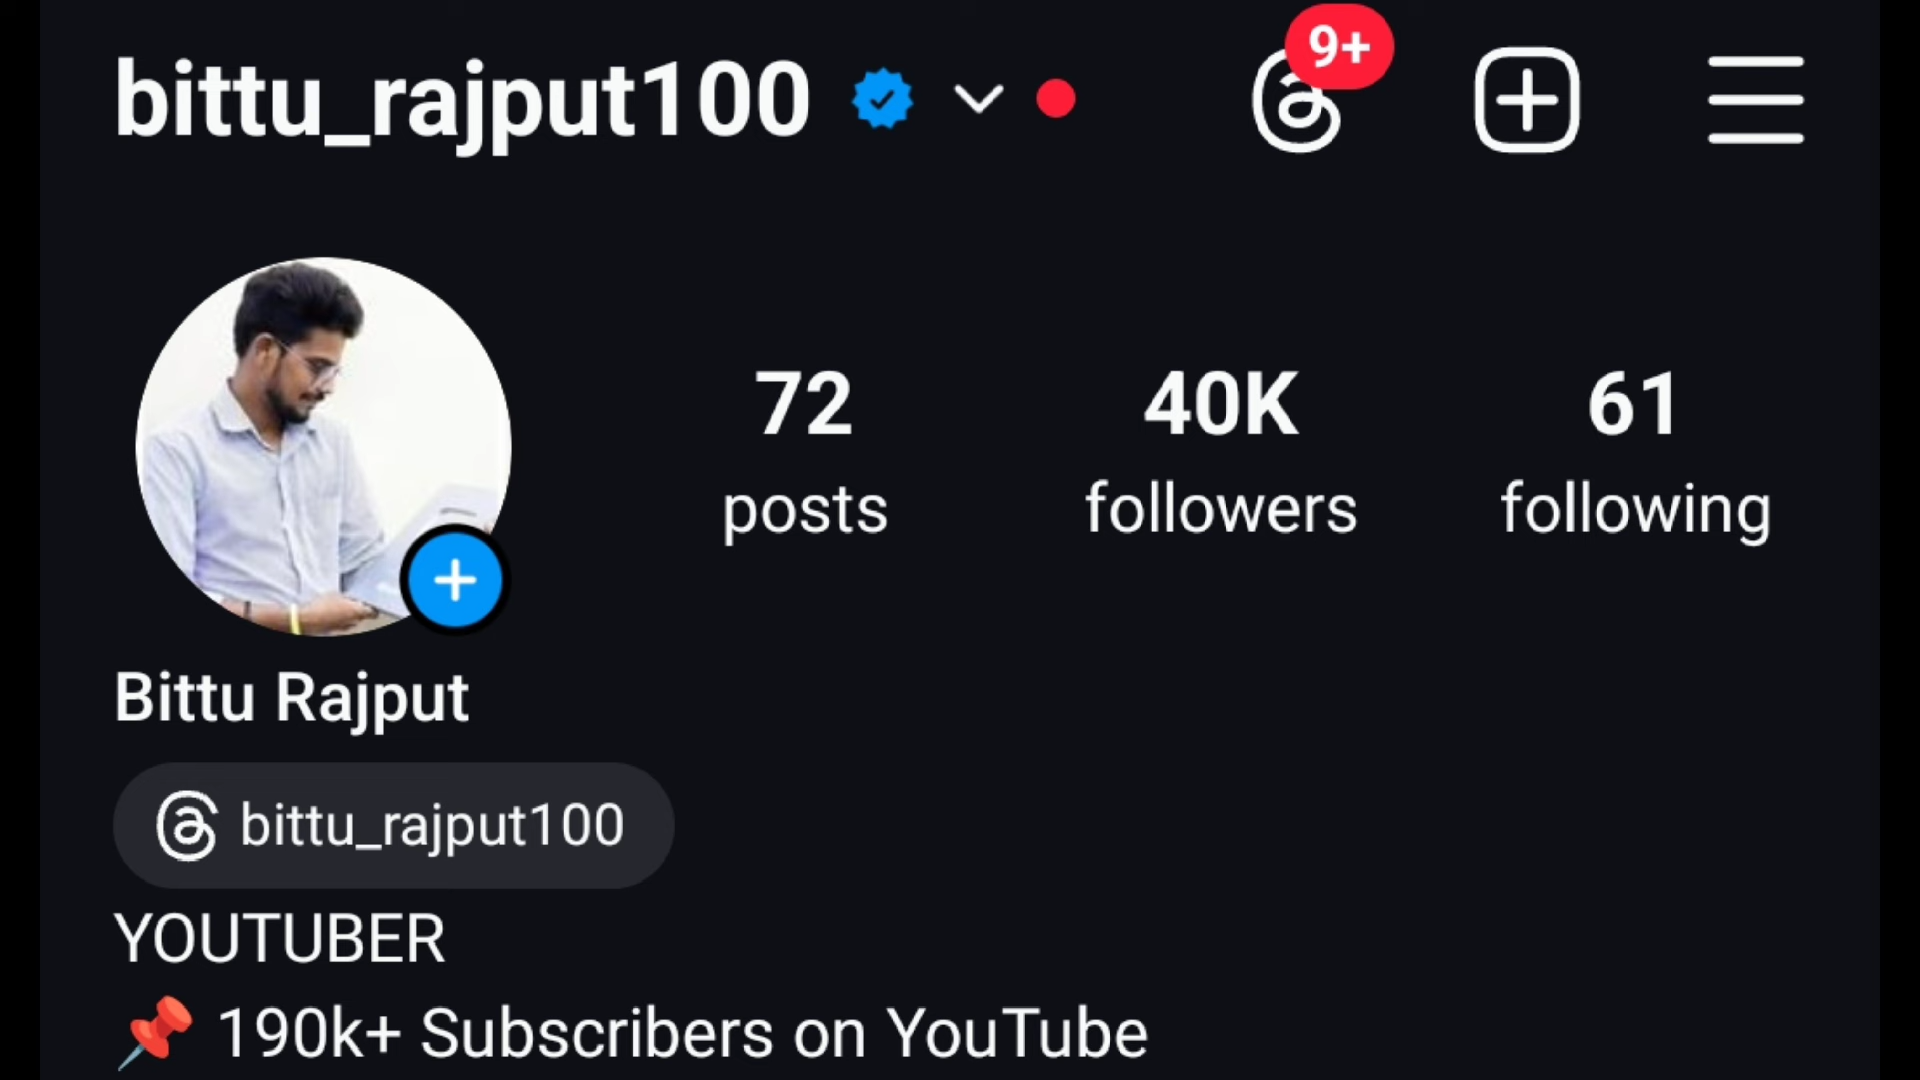 bittu_rajput100
9+
72 40K 61
posts followers following
Bittu Rajput
bittu_rajput100
YOUTUBER
📌 190k+ Subscribers on YouTube